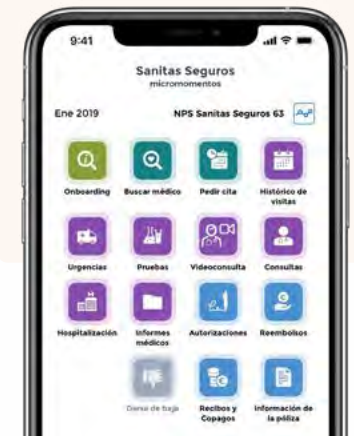 9:41
Sanitas Seguros
micromomentos
Ene 2019 NPS Sanitas Seguros 63
Onboarding Buscar médico Pedir cita Histórico de
visitas
Urgencias Pruebas Videoconsulta Consultas
Hospitalización Informes Autorizaciones Reembolsos
médicos
Darse de baja Recibos y Información de
Copagos la póliza